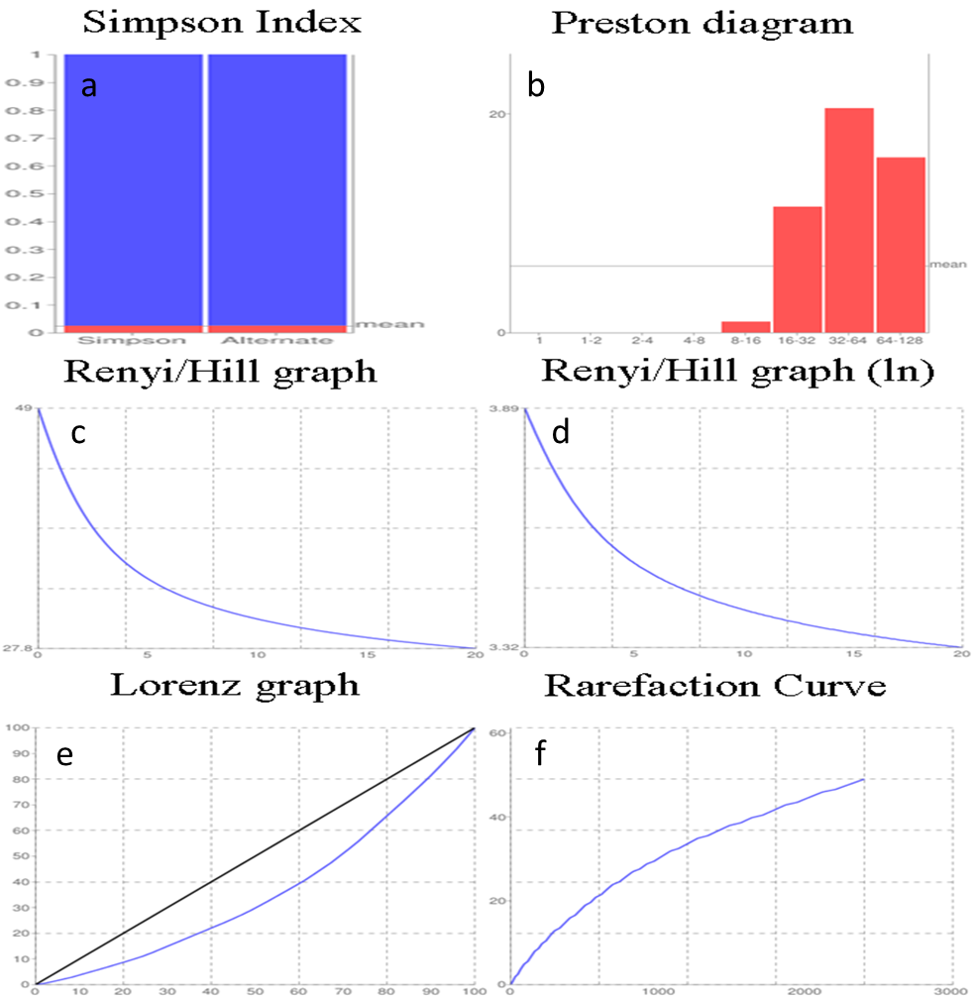 Simpson Index
a
1
0.9
0.8
0.7
0.6
0.5
0.4
0.3
0.2
0.1
0
mean
Simpson Alternate
Preston diagram
b
20
0
mean
1 1-2 2-4 4-8 8-16 16-32 32-64 64-128
Renyi/Hill graph
c
49
27.8
0 5 10 15 20
Renyi/Hill graph (ln)
d
3.89
3.32
0 5 10 15 20
Lorenz graph
e
100
90
80
70
60
50
40
30
20
10
0
0 10 20 30 40 50 60 70 80 90 100
Rarefaction Curve
f
60
40
20
0
0 1000 2000 3000